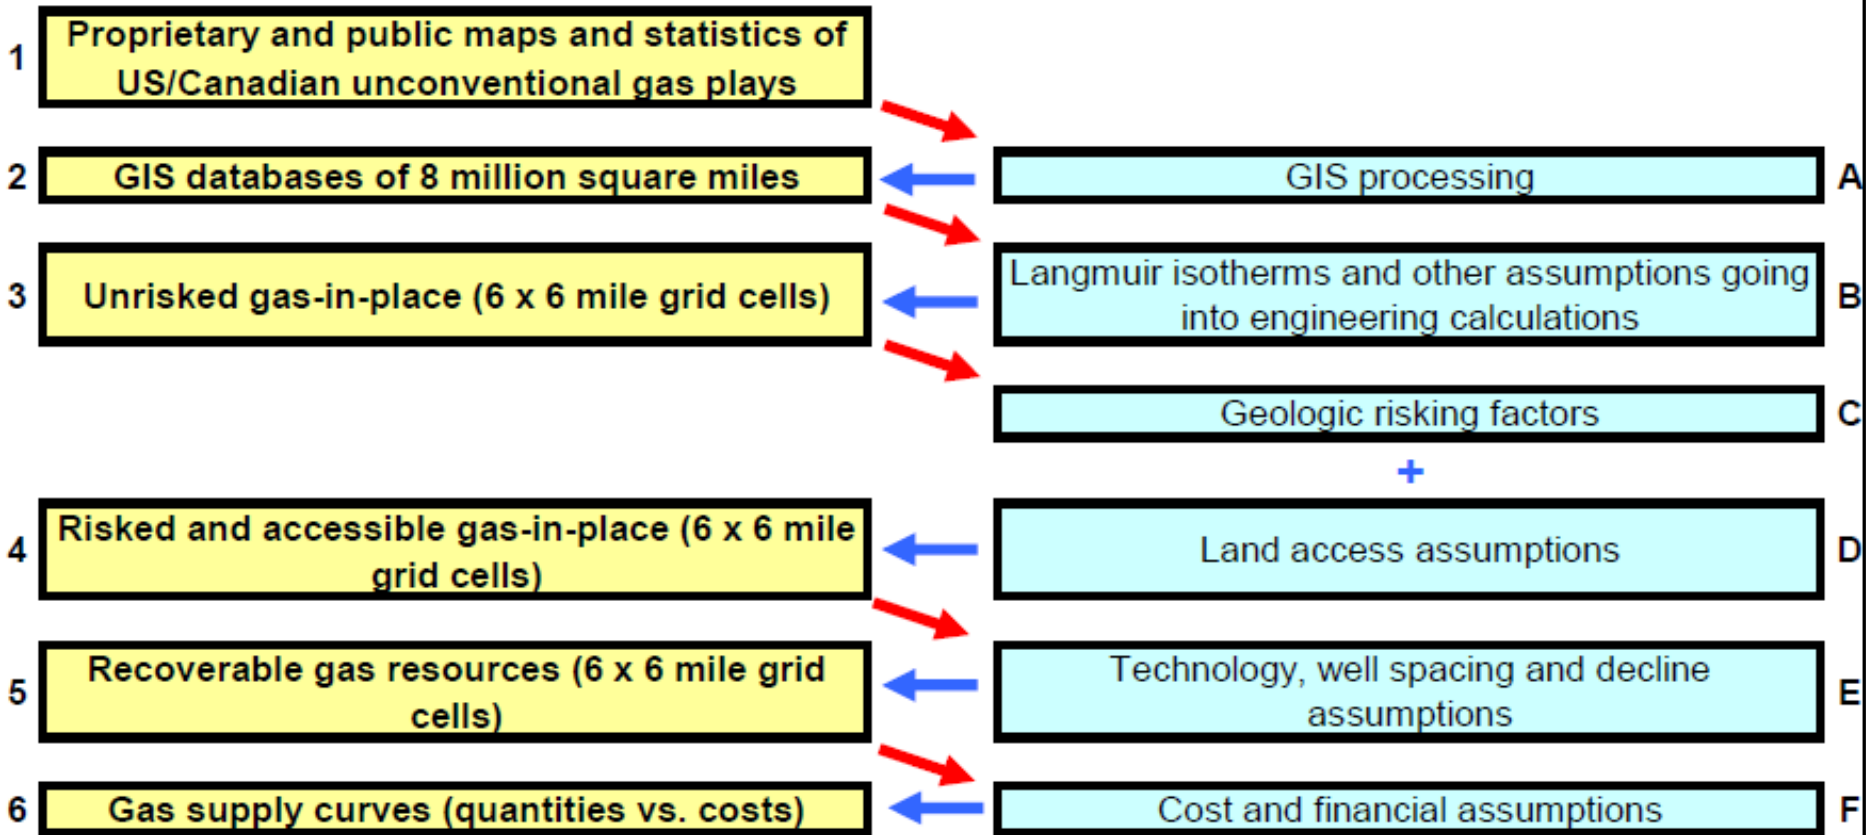 1
Proprietary and public maps and statistics of
US/Canadian unconventional gas plays
2
GIS databases of 8 million square miles
GIS processing
A
3
Unrisked gas-in-place (6 x 6 mile grid cells)
Langmuir isotherms and other assumptions going
into engineering calculations
B
Geologic risking factors
C
+
4
Risked and accessible gas-in-place (6 x 6 mile
grid cells)
Land access assumptions
D
5
Recoverable gas resources (6 x 6 mile grid
cells)
Technology, well spacing and decline
assumptions
E
6
Gas supply curves (quantities vs. costs)
Cost and financial assumptions
F